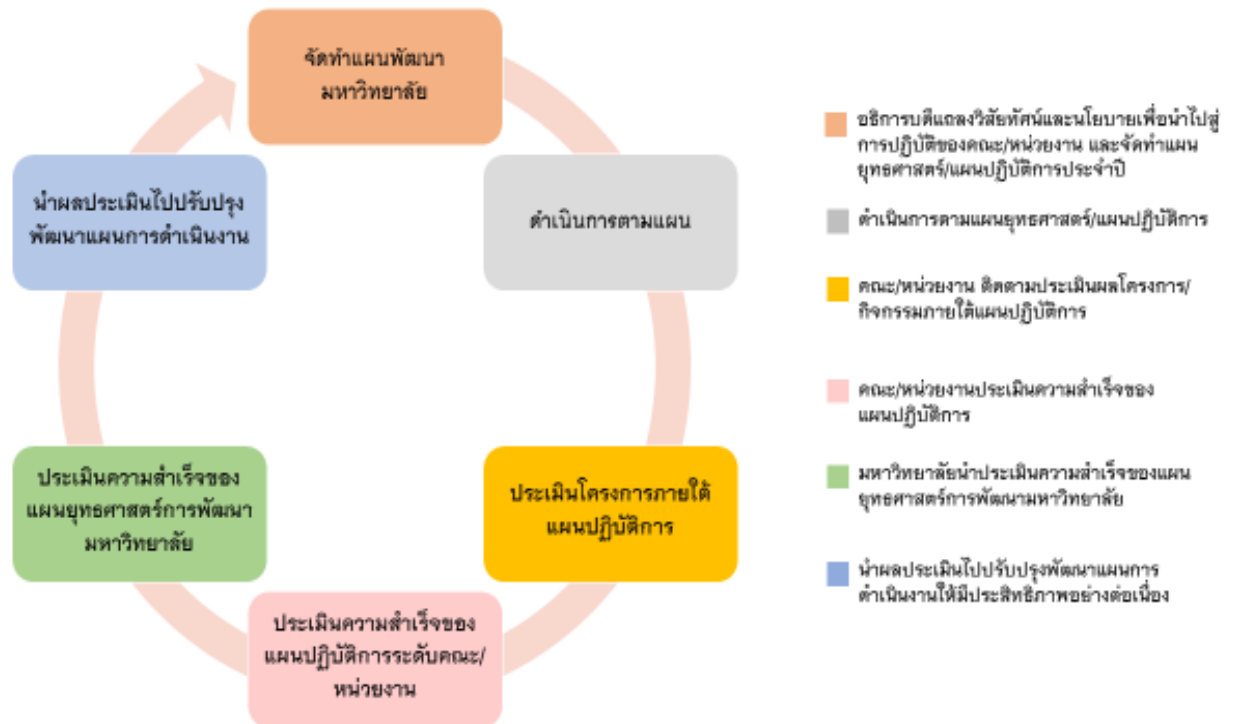 จัดทำแผนพัฒนา
มหาวิทยาลัย
ดำเนินการตามแผน
ประเมินโครงการภายใต้
แผนปฏิบัติการ
ประเมินความสำเร็จของ
แผนปฏิบัติการระดับคณะ/
หน่วยงาน
ประเมินความสำเร็จของ
แผนยุทธศาสตร์การพัฒนา
มหาวิทยาลัย
นำผลประเมินไปปรับปรุง
พัฒนาแผนการดำเนินงาน
อธิการบดีแถลงวิสัยทัศน์และนโยบายเพื่อนำไปสู่
การปฏิบัติของคณะ/หน่วยงาน และจัดทำแผน
ยุทธศาสตร์/แผนปฏิบัติการประจำปี
ดำเนินการตามแผนยุทธศาสตร์/แผนปฏิบัติการ
คณะ/หน่วยงาน ติดตามประเมินผลโครงการ/
กิจกรรมภายใต้แผนปฏิบัติการ
คณะ/หน่วยงานประเมินความสำเร็จของ
แผนปฏิบัติการ
มหาวิทยาลัยนำประเมินความสำเร็จของแผน
ยุทธศาสตร์การพัฒนามหาวิทยาลัย
นำผลประเมินไปปรับปรุงพัฒนาแผนการ
ดำเนินงานให้มีประสิทธิภาพอย่างต่อเนื่อง